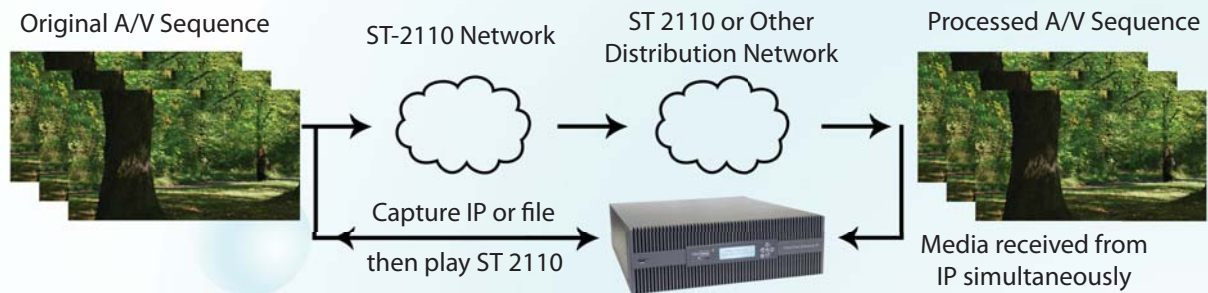 Original A/V Sequence
ST-2110 Network
ST 2110 or Other
Distribution Network
Processed A/V Sequence
Capture IP or file
then play ST 2110
Media received from
IP simultaneously